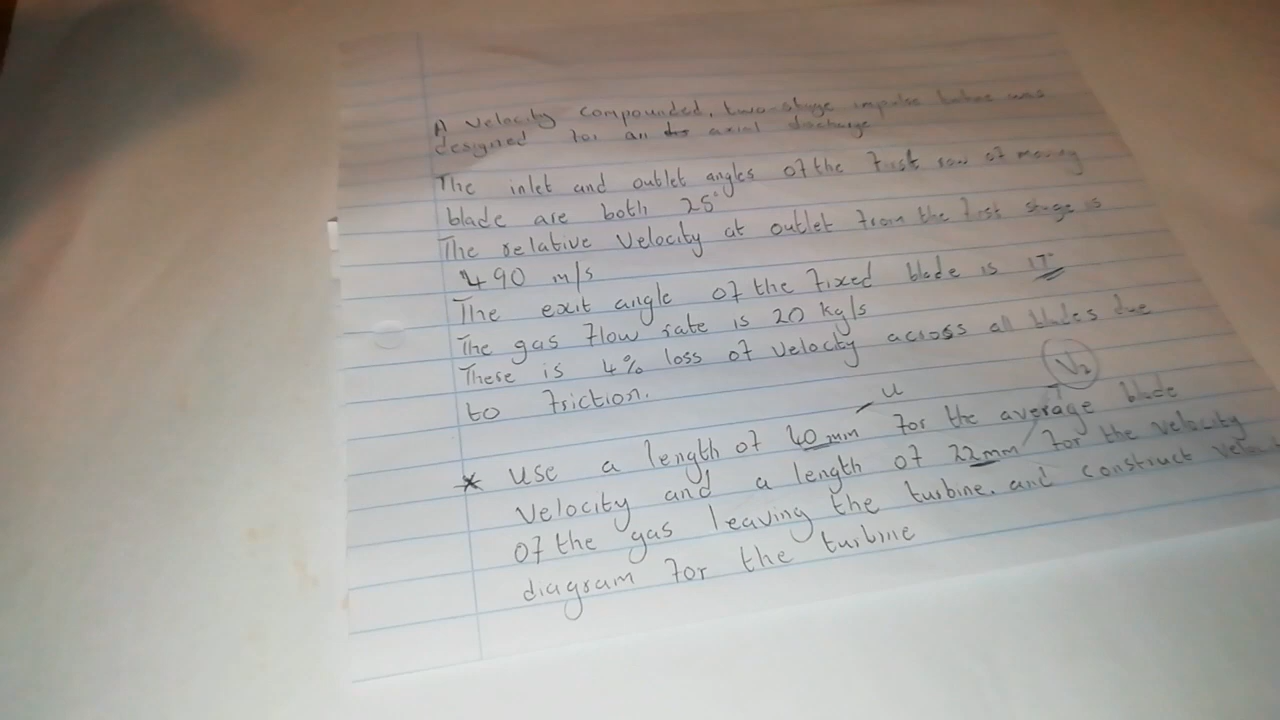 A velocity compounded, two-stage impulse turbine was
designed for an axial discharge
The inlet and outlet angles of the first row of moving
blade are both 28°
The relative velocity at outlet from the first stage is
490 m/s
The exit angle of the fixed blade is
The gas flow rate is 20 kg/s
There is 4% loss of velocity across all blades due
to friction.
u
V₂
* USE a length of 40mm for the average blade
velocity and a length of 22mm for the velocity
of the gas leaving the turbine. and construct
diagram for the turbine